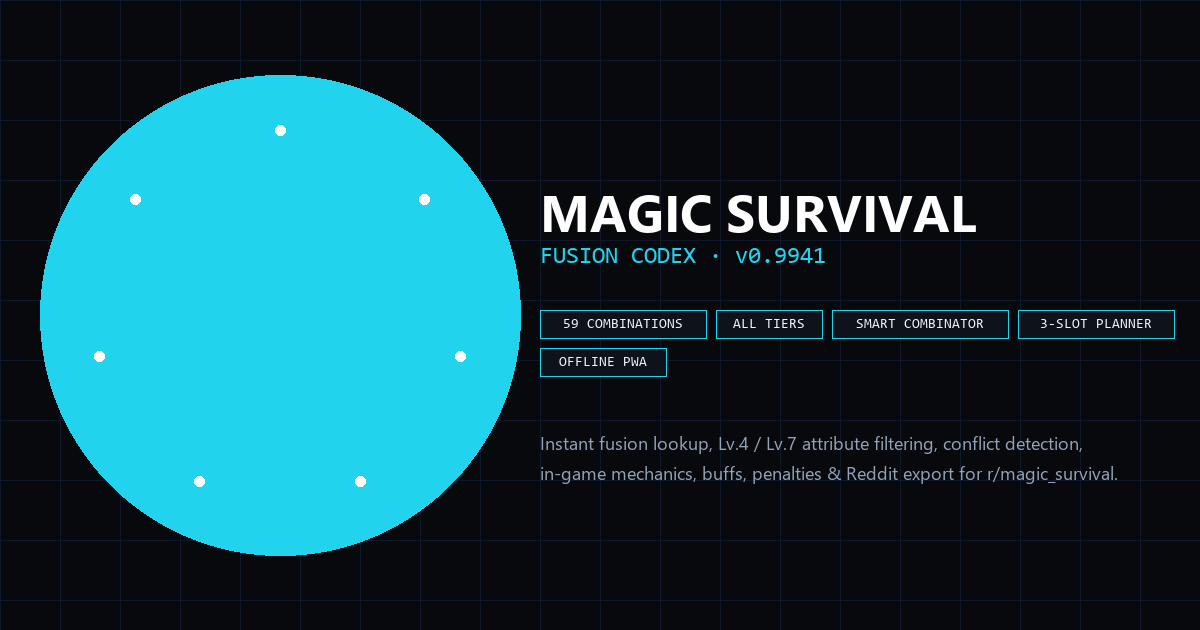 MAGIC SURVIVAL
FUSION CODEX · v0.9941
59 COMBINATIONS
ALL TIERS
SMART COMBINATOR
3-SLOT PLANNER
OFFLINE PWA
Instant fusion lookup, Lv.4 / Lv.7 attribute filtering, conflict detection,
in-game mechanics, buffs, penalties & Reddit export for r/magic_survival.